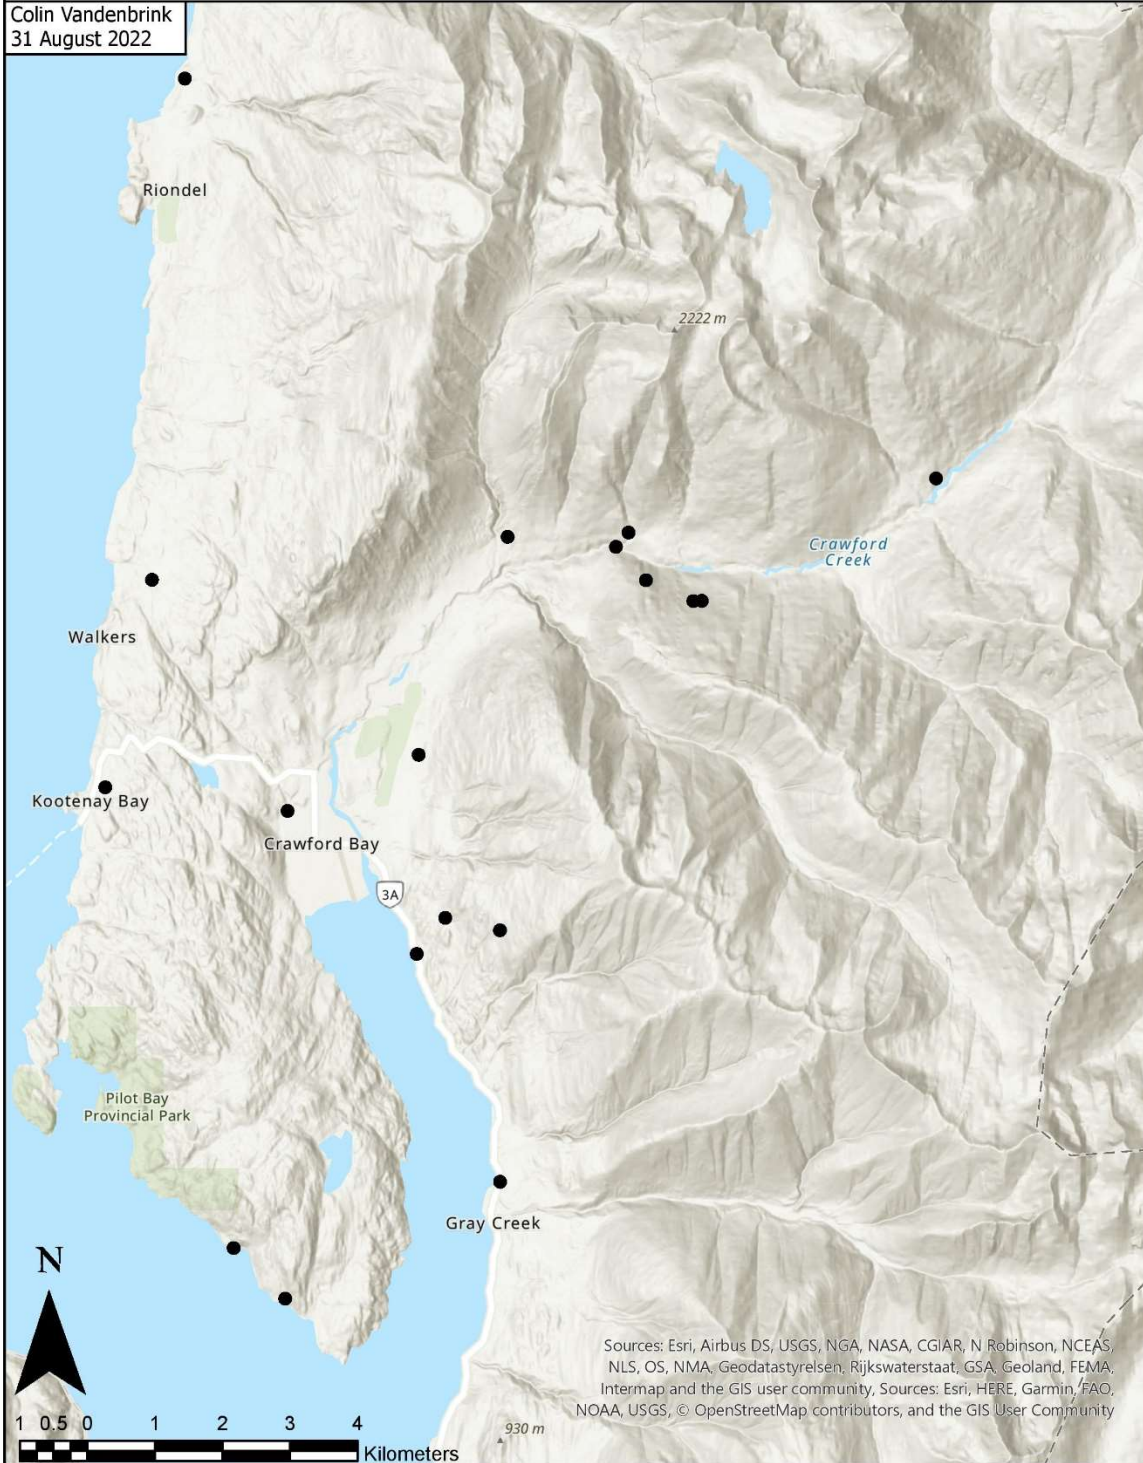 Colin Vandenbrink
31 August 2022
Riondel
2222 m
Crawford
Creek
Walkers
Kootenay Bay
Crawford Bay
3A
Pilot Bay
Provincial Park
Gray Creek
N
Sources: Esri, Airbus DS, USGS, NGA, NASA, CGIAR, N Robinson, NCEAS,
NLS, OS, NMA, Geodatastyrelsen, Rijkswaterstaat, GSA, Geoland, FEMA,
Intermap and the GIS user community, Sources: Esri, HERE, Garmin, FAO,
NOAA, USGS, © OpenStreetMap contributors, and the GIS User Community
930 m
1 0.5 0 1 2 3 4
Kilometers